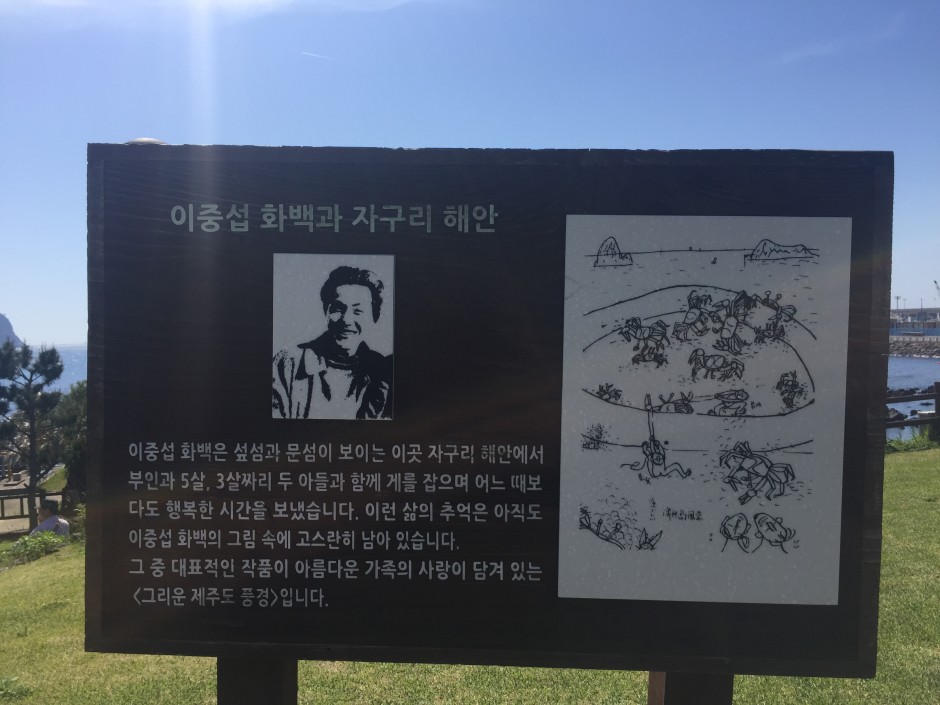 이중섭 화백과 자구리 해안
이중섭 화백은 섶섬과 문섬이 보이는 이곳 자구리 해안에서
부인과 5살, 3살짜리 두 아들과 함께 게를 잡으며 어느 때보
다도 행복한 시간을 보냈습니다. 이런 삶의 추억은 아직도
이중섭 화백의 그림 속에 고스란히 남아 있습니다.
그 중 대표적인 작품이 아름다운 가족의 사랑이 담겨 있는
<그리운 제주도 풍경>입니다.